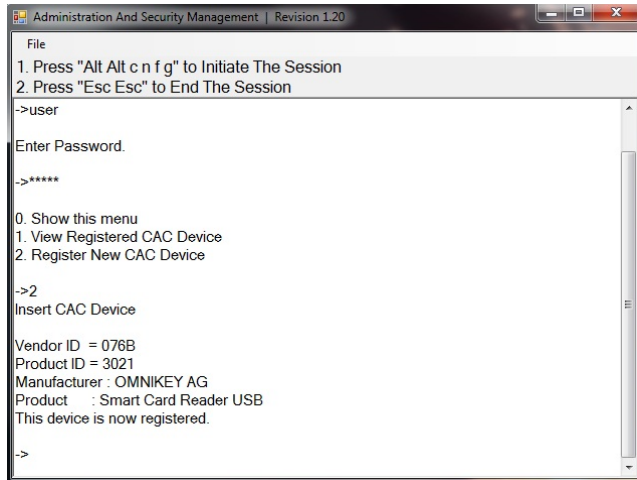 Administration And Security Management | Revision 1.20
File
1. Press "Alt Alt c n f g" to Initiate The Session
2. Press "Esc Esc" to End The Session
->user
Enter Password.
->*****
0. Show this menu
1. View Registered CAC Device
2. Register New CAC Device
->2
Insert CAC Device
Vendor ID = 076B
Product ID = 3021
Manufacturer : OMNIKEY AG
Product : Smart Card Reader USB
This device is now registered.
->